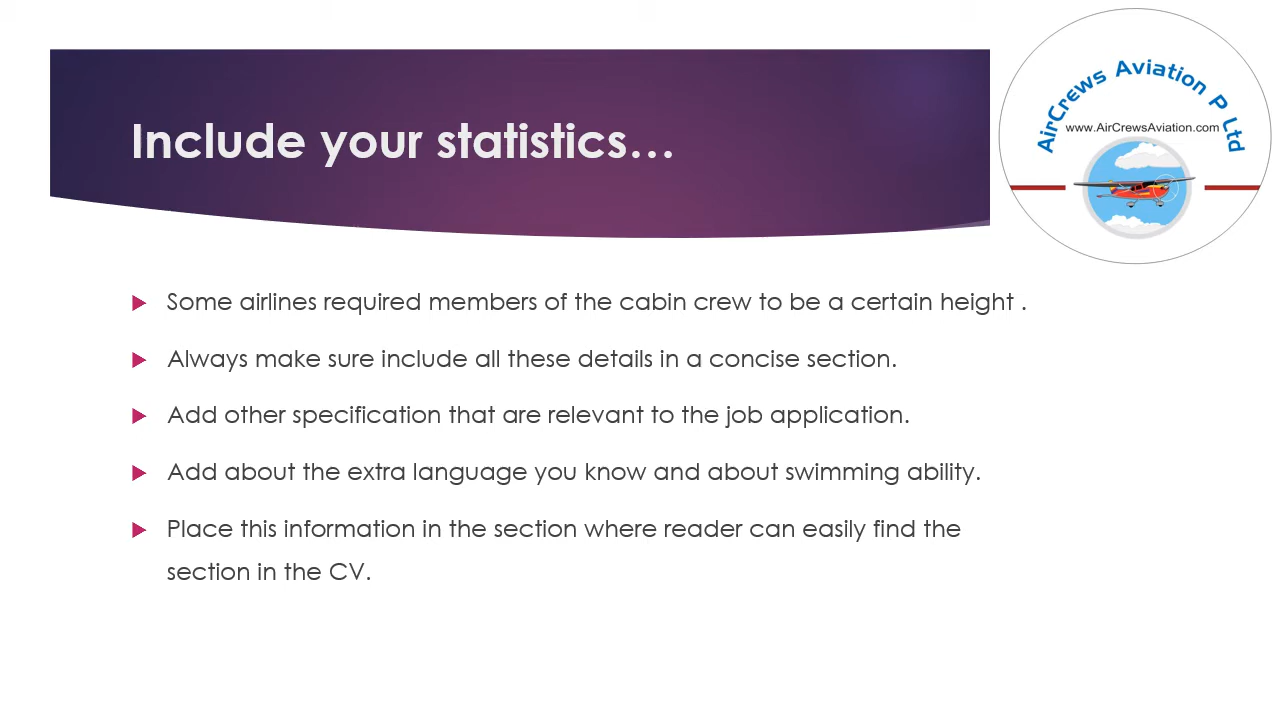 Include your statistics...
AirCrews Aviation P Ltd
www.AirCrewsAviation.com
Some airlines required members of the cabin crew to be a certain height .
Always make sure include all these details in a concise section.
Add other specification that are relevant to the job application.
Add about the extra language you know and about swimming ability.
Place this information in the section where reader can easily find the
section in the CV.